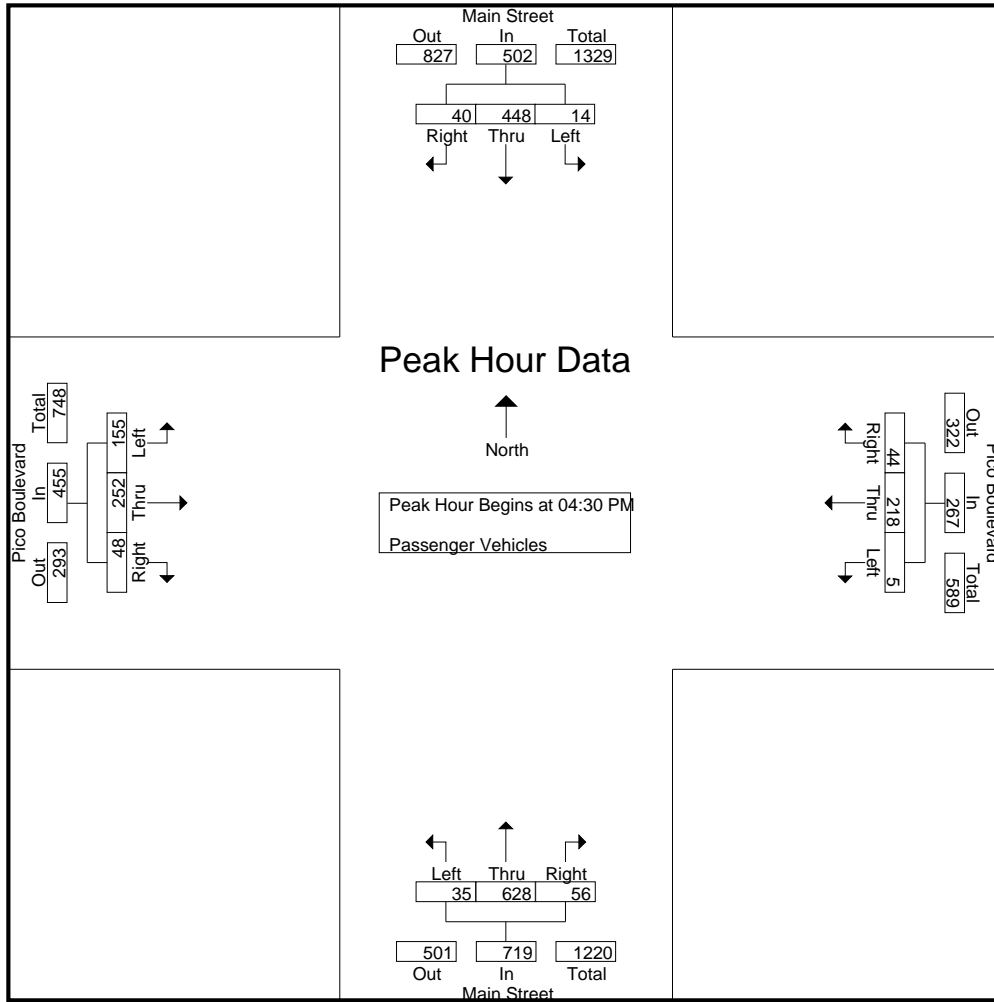 Main Street
Out In Total
827 502 1329
40 448 14
Right Thru Left
Peak Hour Data
North
Peak Hour Begins at 04:30 PM
Passenger Vehicles
Pico Boulevard
Total In Out
748 455 293
155 252 48
Left Thru Right
Right Thru Left
44 218 5
322 267 589
Out In Total
Pico Boulevard
Left Thru Right
35 628 56
501 719 1220
Out In Total
Main Street